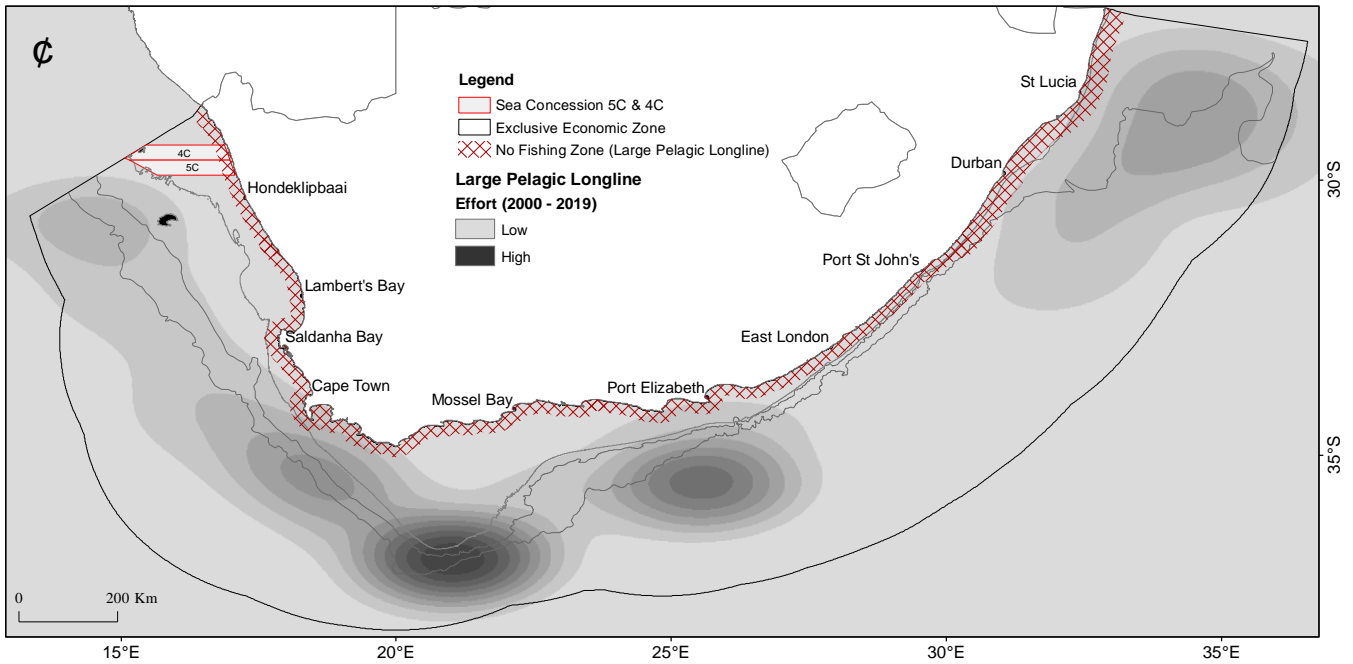 ¢
Legend
Sea Concession 5C & 4C
Exclusive Economic Zone
No Fishing Zone (Large Pelagic Longline)
Large Pelagic Longline
Effort (2000 - 2019)
Low
High
St Lucia
Durban
4C
5C
Hondeklipbaai
30°S
Port St John's
Lambert's Bay
Saldanha Bay
East London
Cape Town
Port Elizabeth
Mossel Bay
35°S
0 200 Km
15°E 20°E 25°E 30°E 35°E